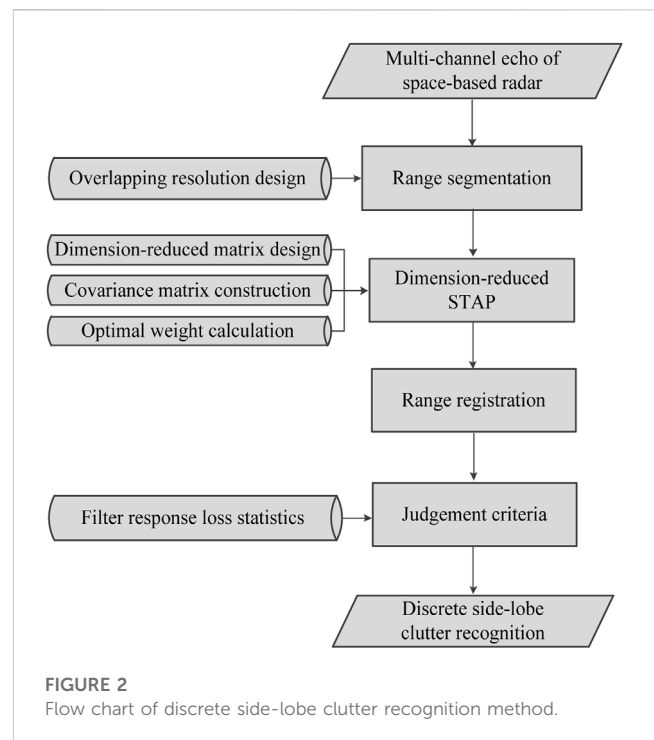 Multi-channel echo of
space-based radar
Overlapping resolution design
Range segmentation
Dimension-reduced matrix design
Covariance matrix construction
Optimal weight calculation
Dimension-reduced
STAP
Range registration
Filter response loss statistics
Judgement criteria
Discrete side-lobe
clutter recognition
FIGURE 2
Flow chart of discrete side-lobe clutter recognition method.